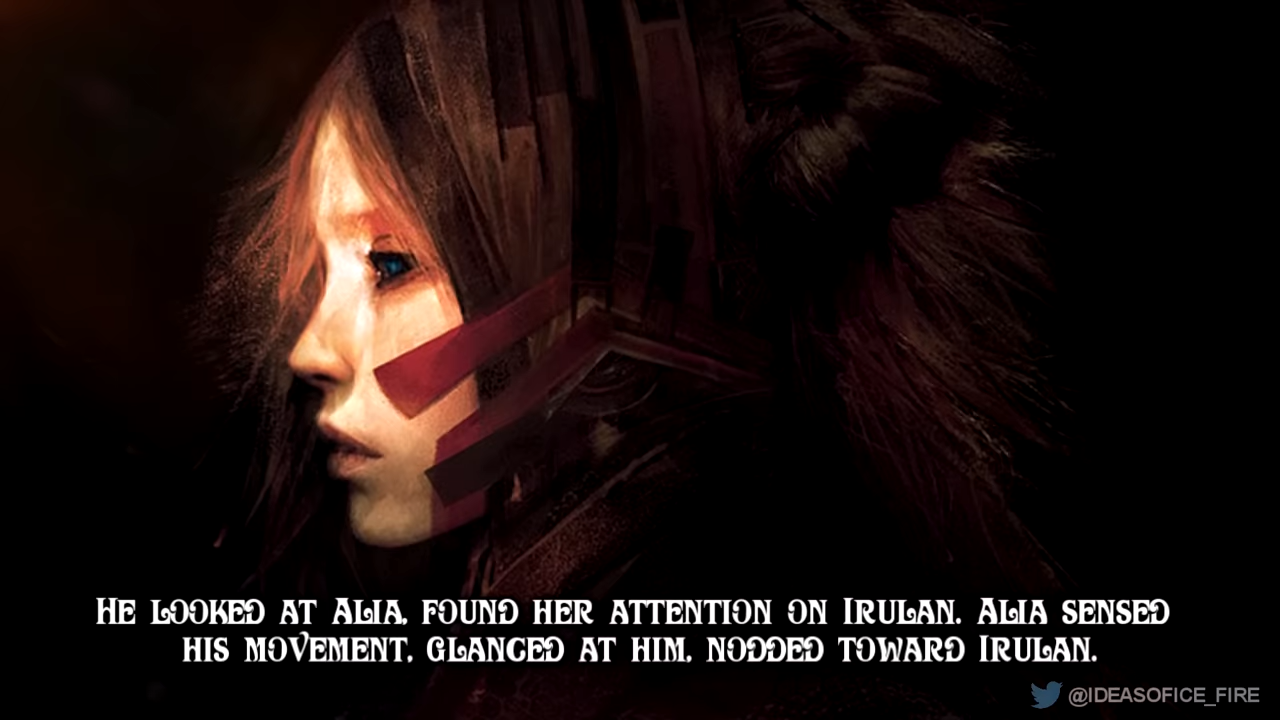 He looked at Alia, found her attention on Irulan. Alia sensed
his movement, glanced at him, nodded toward Irulan.
@IDEASOFICE_FIRE